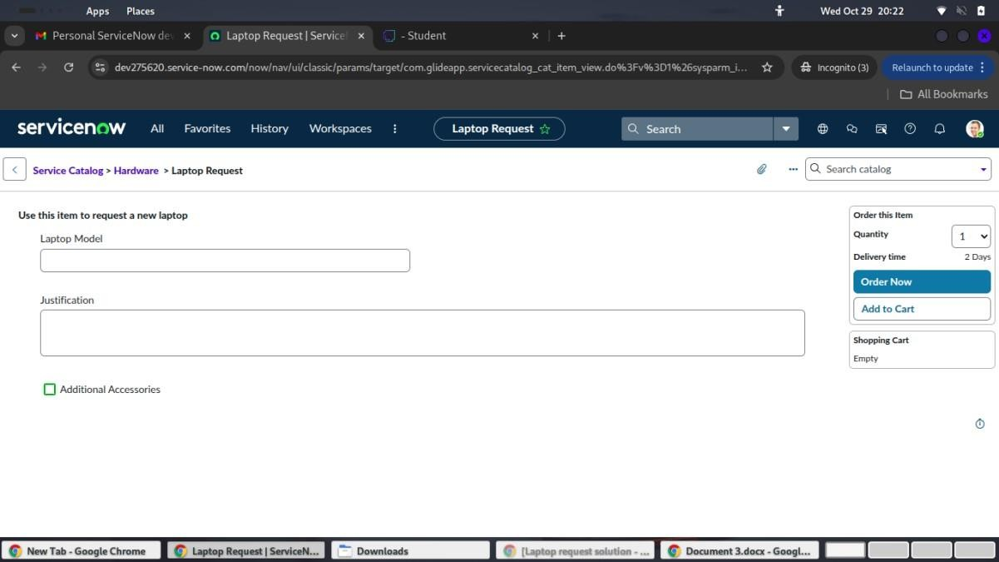 Apps Places Wed Oct 29 20:22
Personal ServiceNow dev Laptop Request | Service - Student
dev275620.service-now.com/now/nav/ui/classic/params/target/com.glideapp.servicecatalog_cat_item_view.do%3Fv%3D1%26sysparm_i... Incognito (3) Relaunch to update
All Bookmarks
servicenow All Favorites History Workspaces Laptop Request Search
Service Catalog > Hardware > Laptop Request Search catalog
Use this item to request a new laptop
Laptop Model
Justification
Additional Accessories
Order this Item
Quantity 1
Delivery time 2 Days
Order Now
Add to Cart
Shopping Cart
Empty
New Tab - Google Chrome Laptop Request | ServiceN... Downloads [Laptop request solution - ... Document 3.docx - Googl...